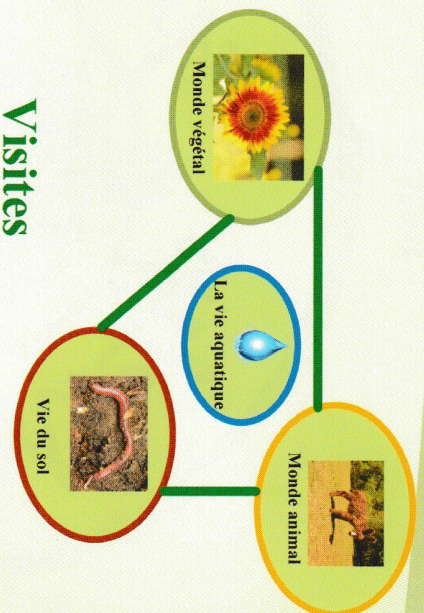 Monde végétal
Monde animal
La vie aquatique
Vie du sol
Visites